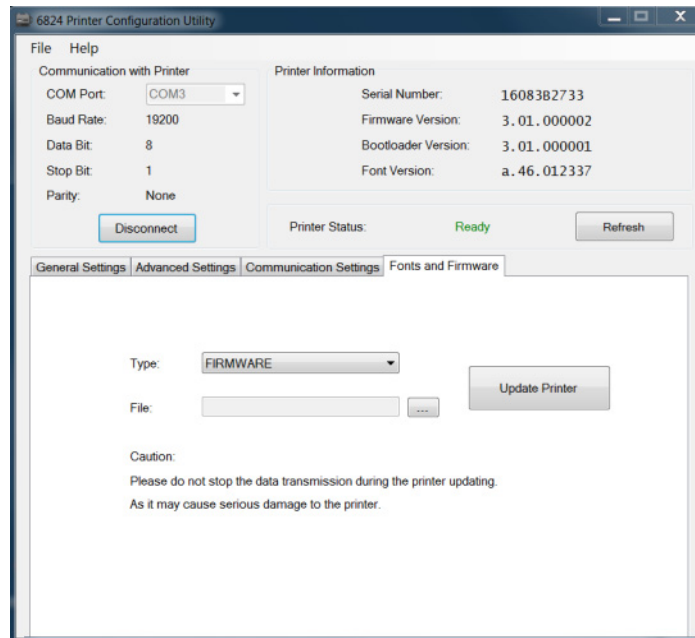 6824 Printer Configuration Utility
File Help
Communication with Printer
COM Port: COM3
Baud Rate: 19200
Data Bit: 8
Stop Bit: 1
Parity: None
Disconnect
Printer Information
Serial Number: 16083B2733
Firmware Version: 3.01.000002
Bootloader Version: 3.01.000001
Font Version: a.46.012337
Printer Status: Ready Refresh
General Settings Advanced Settings Communication Settings Fonts and Firmware
Type: FIRMWARE
File: ...
Update Printer
Caution:
Please do not stop the data transmission during the printer updating.
As it may cause serious damage to the printer.